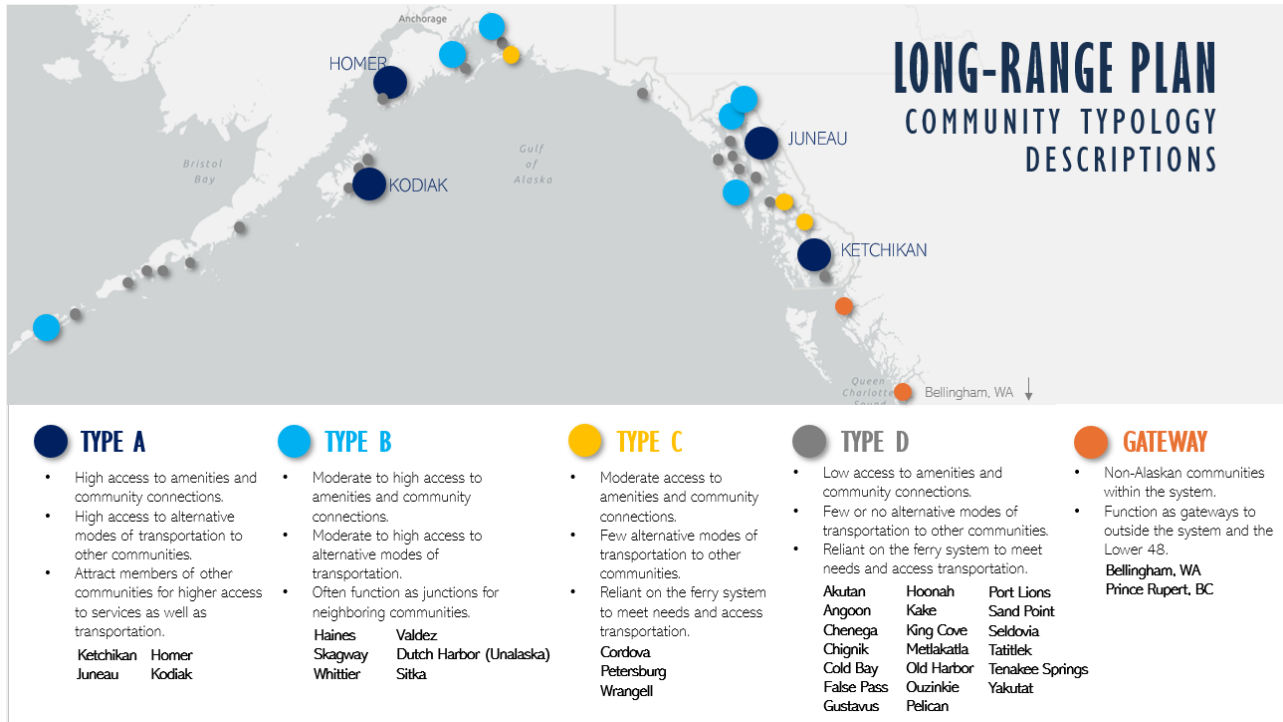 Anchorage
HOMER
LONG-RANGE PLAN
COMMUNITY TYPOLOGY
DESCRIPTIONS
JUNEAU
Bristol
Bay
Gulf
of
Alaska
KODIAK
KETCHIKAN
Queen
Charlotte
Sound
Bellingham, WA
TYPE A
• High access to amenities and
community connections.
• High access to alternative
modes of transportation to
other communities.
• Attract members of other
communities for higher access
to services as well as
transportation.
Ketchikan Homer
Juneau Kodiak
TYPE B
• Moderate to high access to
amenities and community
connections.
• Moderate to high access to
alternative modes of
transportation.
• Often function as junctions for
neighboring communities.
Haines Valdez
Skagway Dutch Harbor (Unalaska)
Whittier Sitka
TYPE C
• Moderate access to
amenities and community
connections.
• Few alternative modes of
transportation to other
communities.
• Reliant on the ferry system
to meet needs and access
transportation.
Cordova
Petersburg
Wrangell
TYPE D
• Low access to amenities and
community connections.
• Few or no alternative modes of
transportation to other communities.
• Reliant on the ferry system to meet
needs and access transportation.
Akutan Hoonah Port Lions
Angoon Kake Sand Point
Chenega King Cove Seldovia
Chignik Metlakatla Tatitlek
Cold Bay Old Harbor Tenakee Springs
False Pass Ouzinkie Yakutat
Gustavus Pelican
GATEWAY
• Non-Alaskan communities
within the system.
• Function as gateways to
outside the system and the
Lower 48.
Bellingham, WA
Prince Rupert, BC